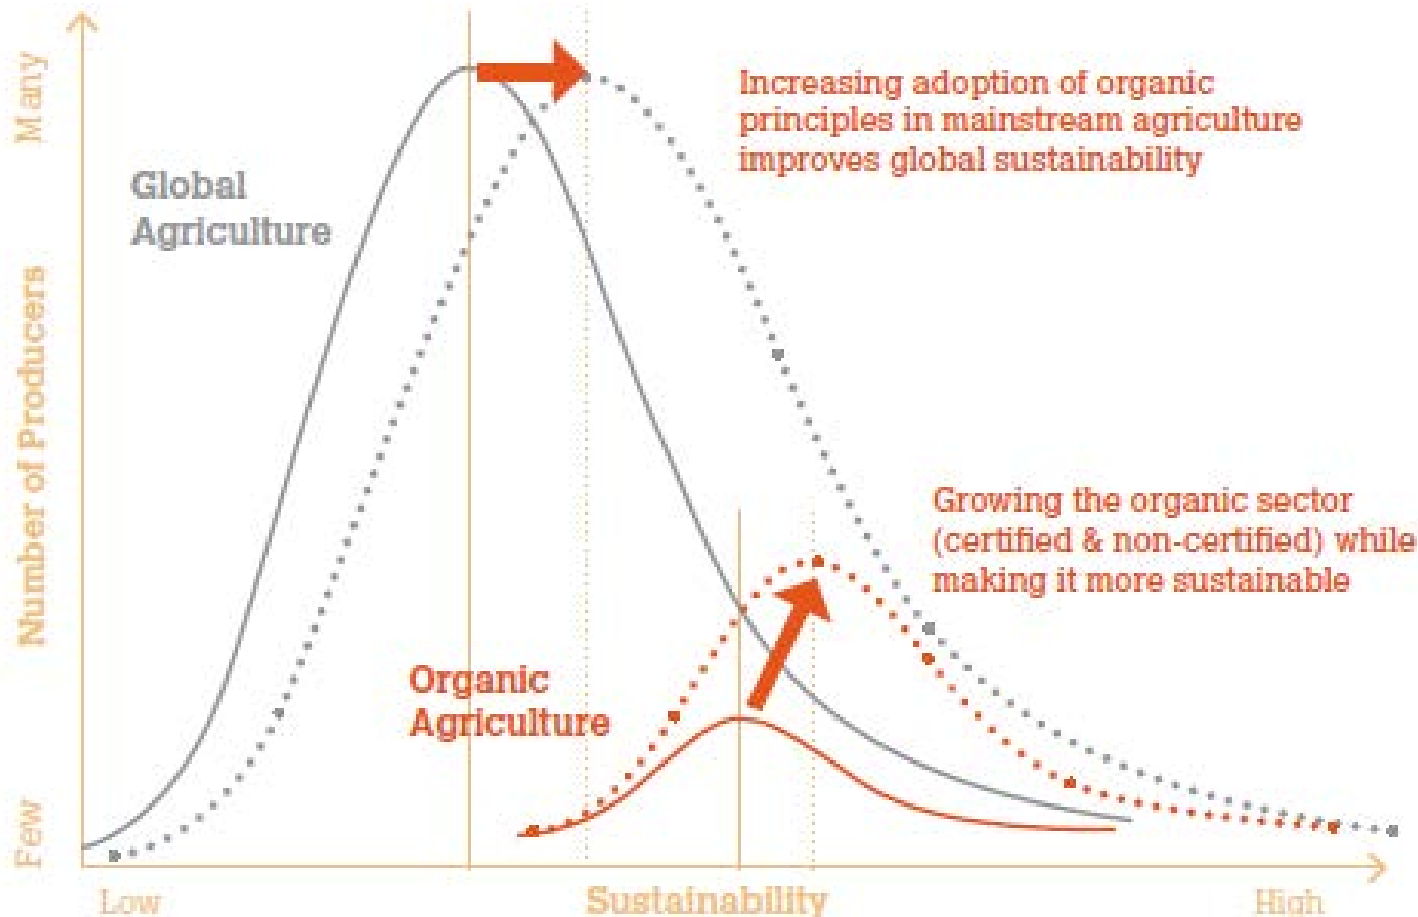 Many
Number of Producers
Few
Global
Agriculture
Increasing adoption of organic
principles in mainstream agriculture
improves global sustainability
Growing the organic sector
(certified & non-certified) while
making it more sustainable
Organic
Agriculture
Low
Sustainability
High